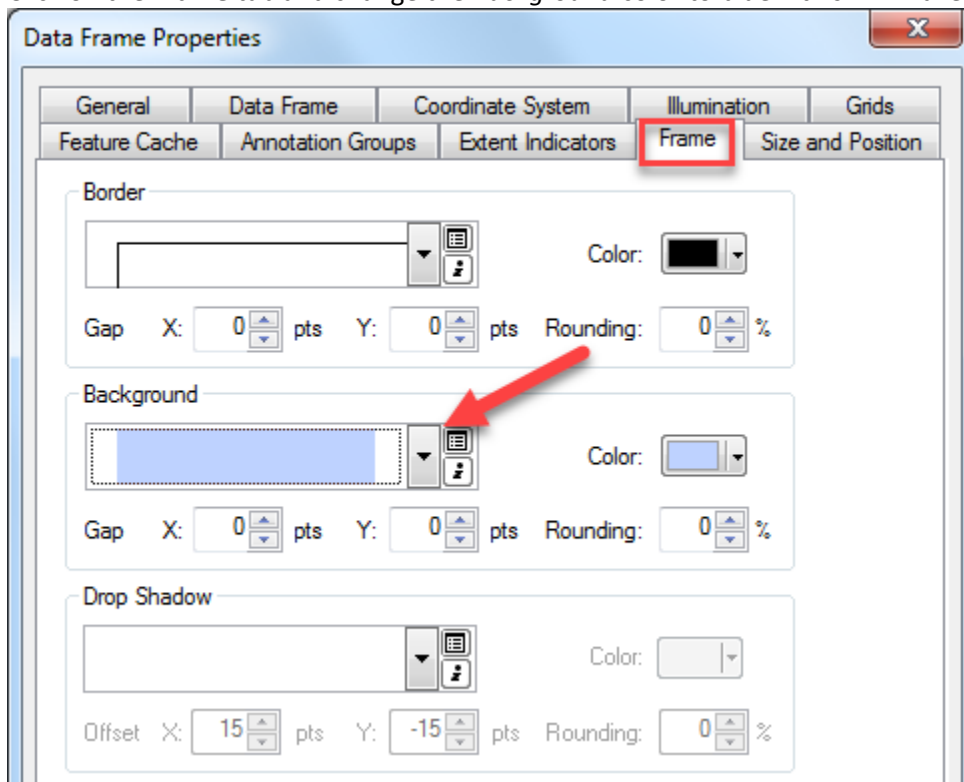 Data Frame Properties
General Data Frame Coordinate System Illumination Grids
Feature Cache Annotation Groups Extent Indicators Frame Size and Position
Border
Color:
Gap X: 0 pts Y: 0 pts Rounding: 0 %
Background
Color:
Gap X: 0 pts Y: 0 pts Rounding: 0 %
Drop Shadow
Color:
Offset X: 15 pts Y: -15 pts Rounding: 0 %